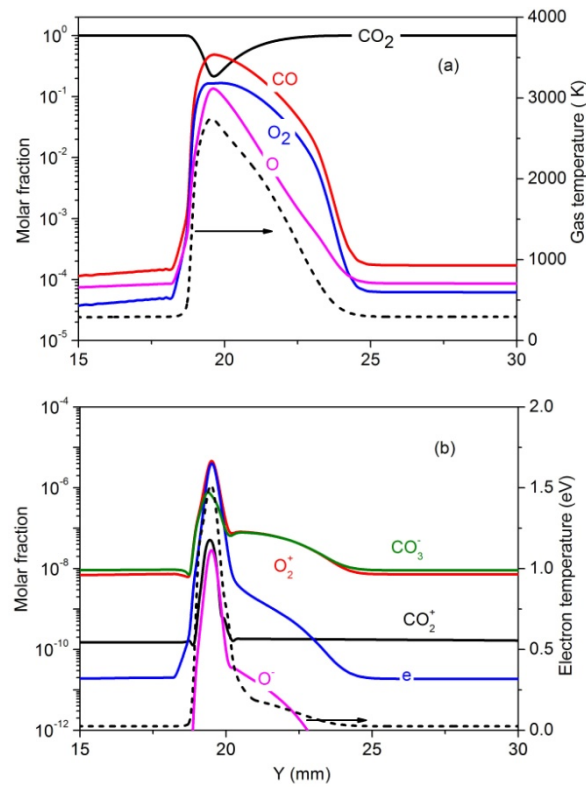 10⁰
10⁻¹
10⁻²
10⁻³
10⁻⁴
10⁻⁵
Molar fraction
CO₂
(a)
CO
O₂
O
4000
3000
2000
1000
0
Gas temperature ( K)
15 20 25 30
10⁻⁴
10⁻⁶
10⁻⁸
10⁻¹⁰
10⁻¹²
Molar fraction
(b)
CO₃⁻
O₂⁺
CO₂⁺
O⁻
e
2.0
1.5
1.0
0.5
0.0
Electron temperature (eV)
15 20 25 30
Y (mm)